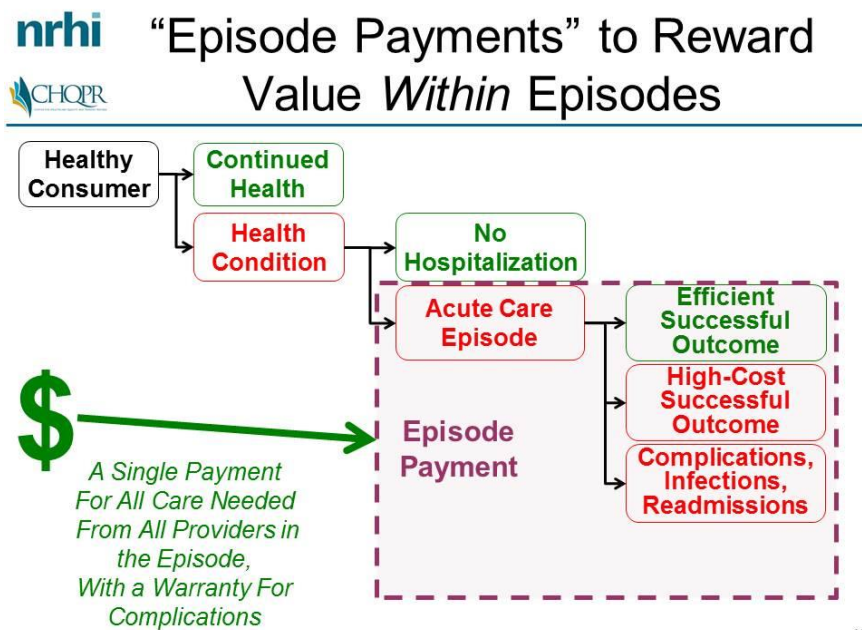 nrhi
“Episode Payments” to Reward
Value Within Episodes
CHQPR
Healthy
Consumer
Continued
Health
Health
Condition
No
Hospitalization
Acute Care
Episode
Efficient
Successful
Outcome
High-Cost
Successful
Outcome
Complications,
Infections,
Readmissions
Episode
Payment
$
A Single Payment
For All Care Needed
From All Providers in
the Episode,
With a Warranty For
Complications